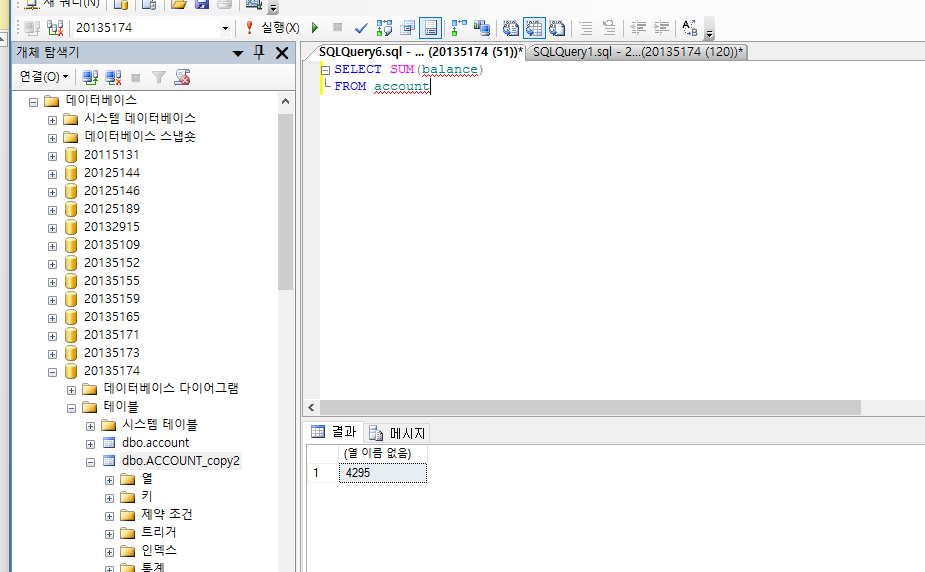 새 쿼리(N)
20135174
실행(X)
개체 탐색기
연결(O)
데이터베이스
시스템 데이터베이스
데이터베이스 스냅숏
20115131
20125144
20125146
20125189
20132915
20135109
20135152
20135155
20135159
20135165
20135171
20135173
20135174
데이터베이스 다이어그램
테이블
시스템 테이블
dbo.account
dbo.ACCOUNT_copy2
열
키
제약 조건
트리거
인덱스
통계
SQLQuery6.sql - ... (20135174 (51))* SQLQuery1.sql - 2...(20135174 (120))*
SELECT SUM(balance)
FROM account
결과 메시지
(열 이름 없음)
1 4295